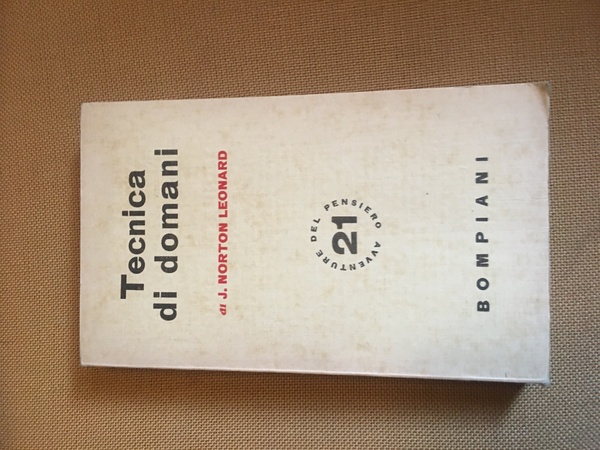 Tecnica
di domani
di J. NORTON LEONARD
AVVENTURE DEL PENSIERO
21
BOMPIANI